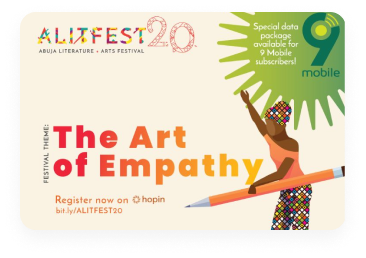 ALITFEST20.
ABUJA LITERATURE + ARTS FESTIVAL
Special data
package
available for
9 Mobile
subscribers!
9
mobile
FESTIVAL THEME:
The Art
of Empathy
Register now on hopin
bit.ly/ALITFEST20